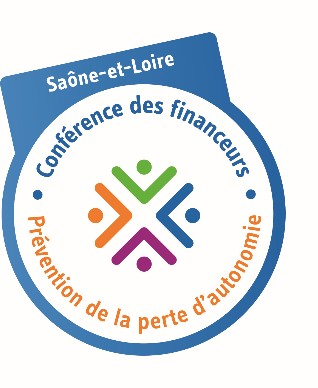 Saône-et-Loire
Conférence des financeurs
Prévention de la perte d'autonomie